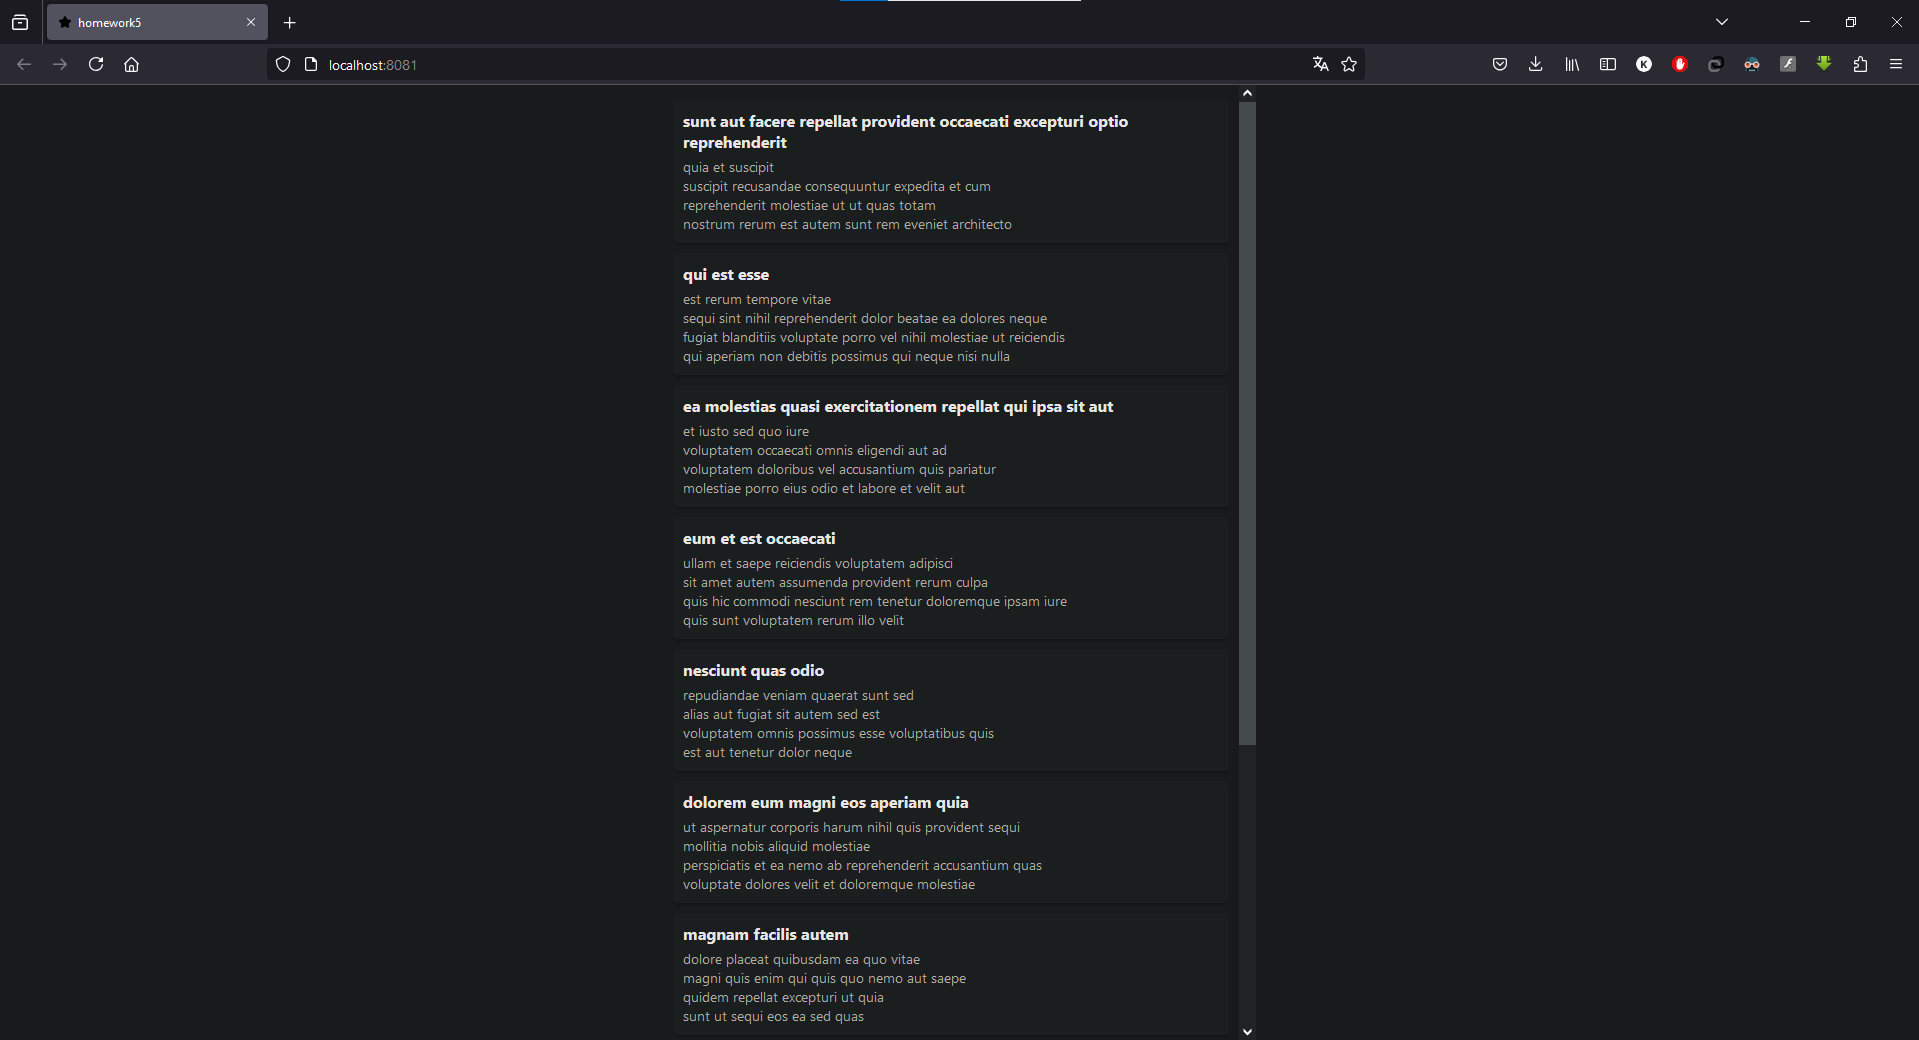 homework5
localhost:8081
sunt aut facere repellat provident occaecati excepturi optio
reprehenderit
quia et suscipit
suscipit recusandae consequuntur expedita et cum
reprehenderit molestiae ut ut quas totam
nostrum rerum est autem sunt rem eveniet architecto
qui est esse
est rerum tempore vitae
sequi sint nihil reprehenderit dolor beatae ea dolores neque
fugiat blanditiis voluptate porro vel nihil molestiae ut reiciendis
qui aperiam non debitis possimus qui neque nisi nulla
ea molestias quasi exercitationem repellat qui ipsa sit aut
et iusto sed quo iure
voluptatem occaecati omnis eligendi aut ad
voluptatem doloribus vel accusantium quis pariatur
molestiae porro eius odio et labore et velit aut
eum et est occaecati
ullam et saepe reiciendis voluptatem adipisci
sit amet autem assumenda provident rerum culpa
quis hic commodi nesciunt rem tenetur doloremque ipsam iure
quis sunt voluptatem rerum illo velit
nesciunt quas odio
repudiandae veniam quaerat sunt sed
alias aut fugiat sit autem sed est
voluptatem omnis possimus esse voluptatibus quis
est aut tenetur dolor neque
dolorem eum magni eos aperiam quia
ut aspernatur corporis harum nihil quis provident sequi
mollitia nobis aliquid molestiae
perspiciatis et ea nemo ab reprehenderit accusantium quas
voluptate dolores velit et doloremque molestiae
magnam facilis autem
dolore placeat quibusdam ea quo vitae
magni quis enim qui quis quo nemo aut saepe
quidem repellat excepturi ut quia
sunt ut sequi eos ea sed quas